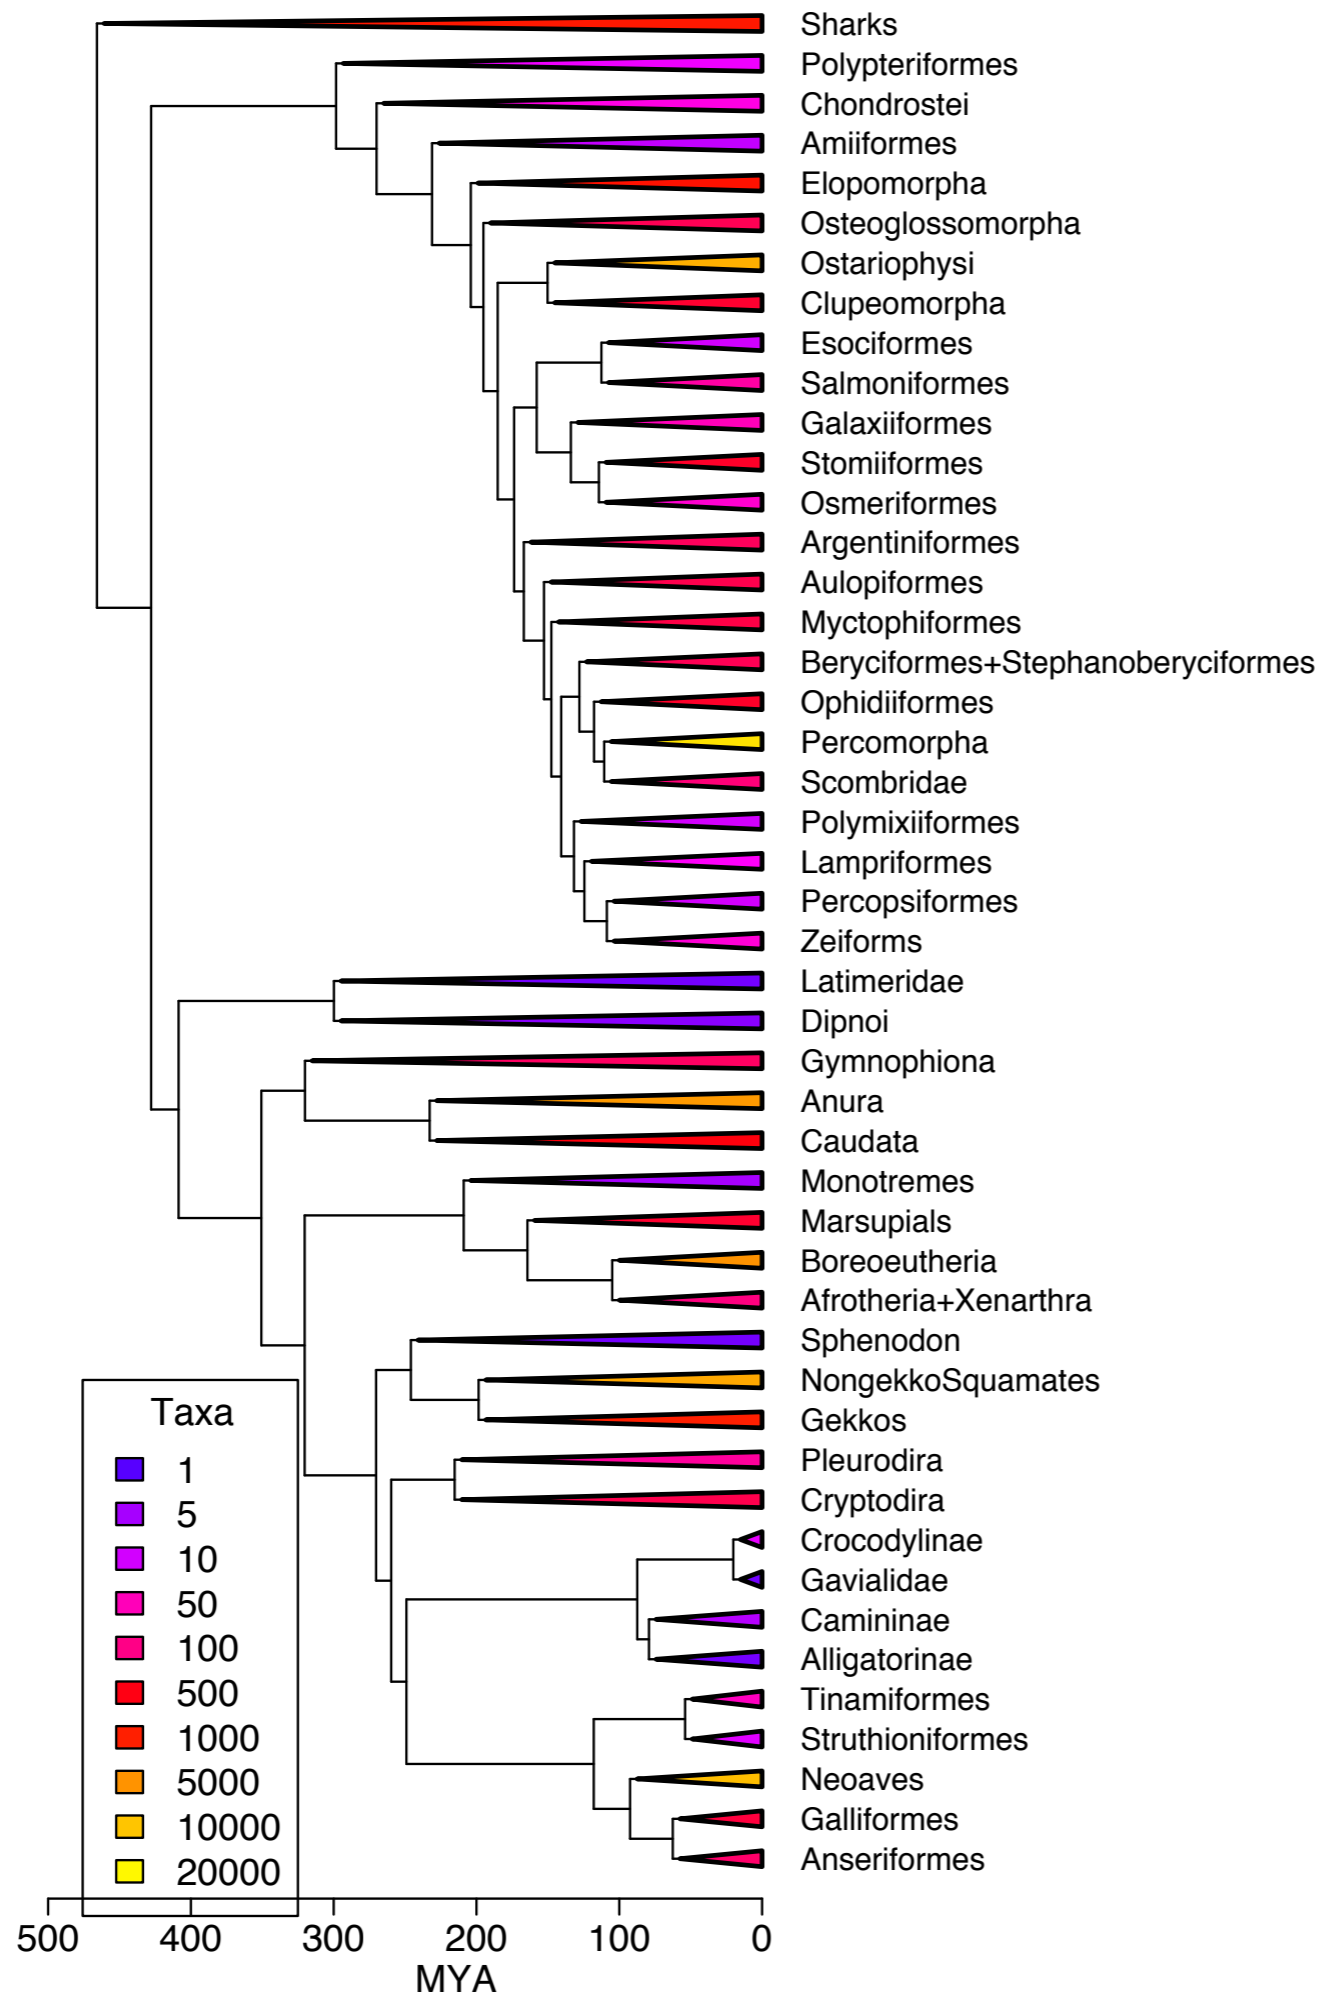 Sharks
Polypteriformes
Chondrostei
Amiiformes
Elopomorpha
Osteoglossomorpha
Ostariophysi
Clupeomorpha
Esociformes
Salmoniformes
Galaxiiformes
Stomiiformes
Osmeriformes
Argentiniformes
Aulopiformes
Myctophiformes
Beryciformes+Stephanoberyciformes
Ophidiiformes
Percomorpha
Scombridae
Polymixiiformes
Lampriformes
Percopsiformes
Zeiforms
Latimeridae
Dipnoi
Gymnophiona
Anura
Caudata
Monotremes
Marsupials
Boreoeutheria
Afrotheria+Xenarthra
Sphenodon
NongekkoSquamates
Gekkos
Pleurodira
Cryptodira
Crocodylinae
Gavialidae
Camininae
Alligatorinae
Tinamiformes
Struthioniformes
Neoaves
Galliformes
Anseriformes
Taxa
1
5
10
50
100
500
1000
5000
10000
20000
500 400 300 200 100 0
MYA